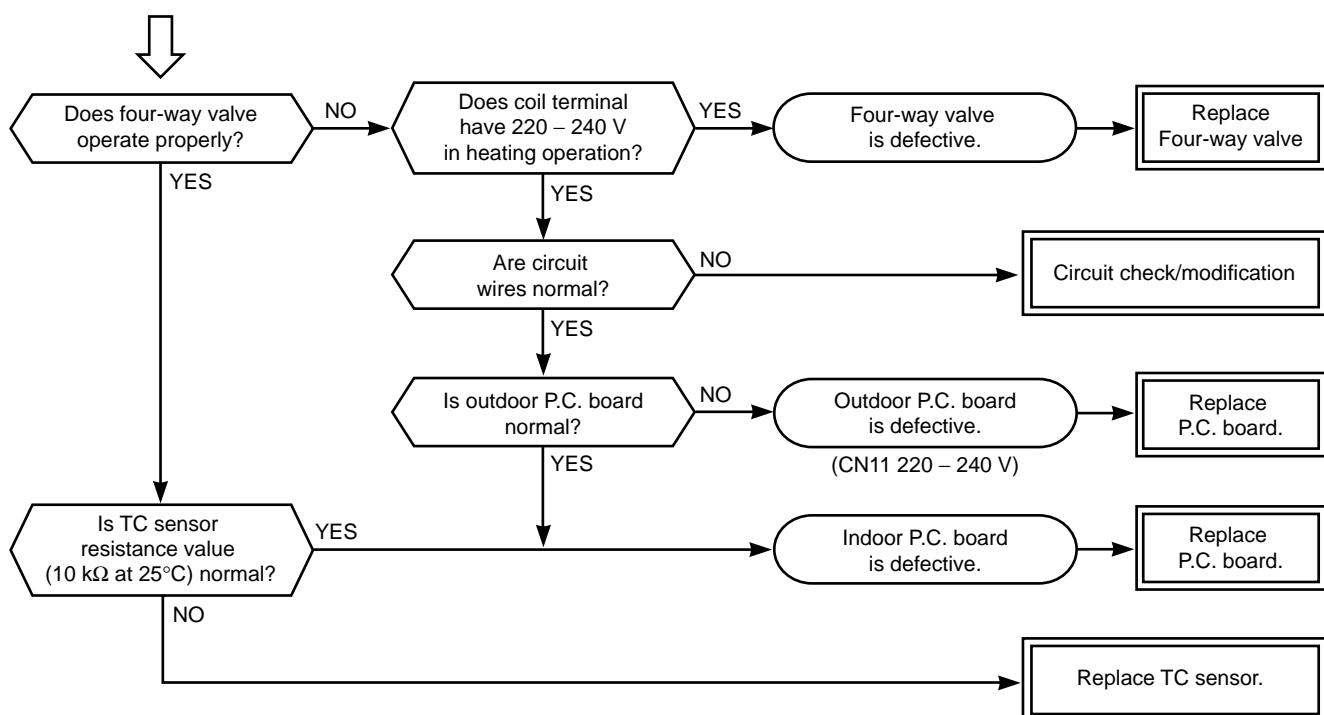 Does four-way valve
operate properly?
NO
Does coil terminal
have 220 – 240 V
in heating operation?
YES
Four-way valve
is defective.
Replace
Four-way valve
YES
YES
Are circuit
wires normal?
NO
Circuit check/modification
YES
Is outdoor P.C. board
normal?
NO
Outdoor P.C. board
is defective.
(CN11 220 – 240 V)
Replace
P.C. board.
YES
Is TC sensor
resistance value
(10 kΩ at 25°C) normal?
YES
Indoor P.C. board
is defective.
Replace
P.C. board.
NO
Replace TC sensor.